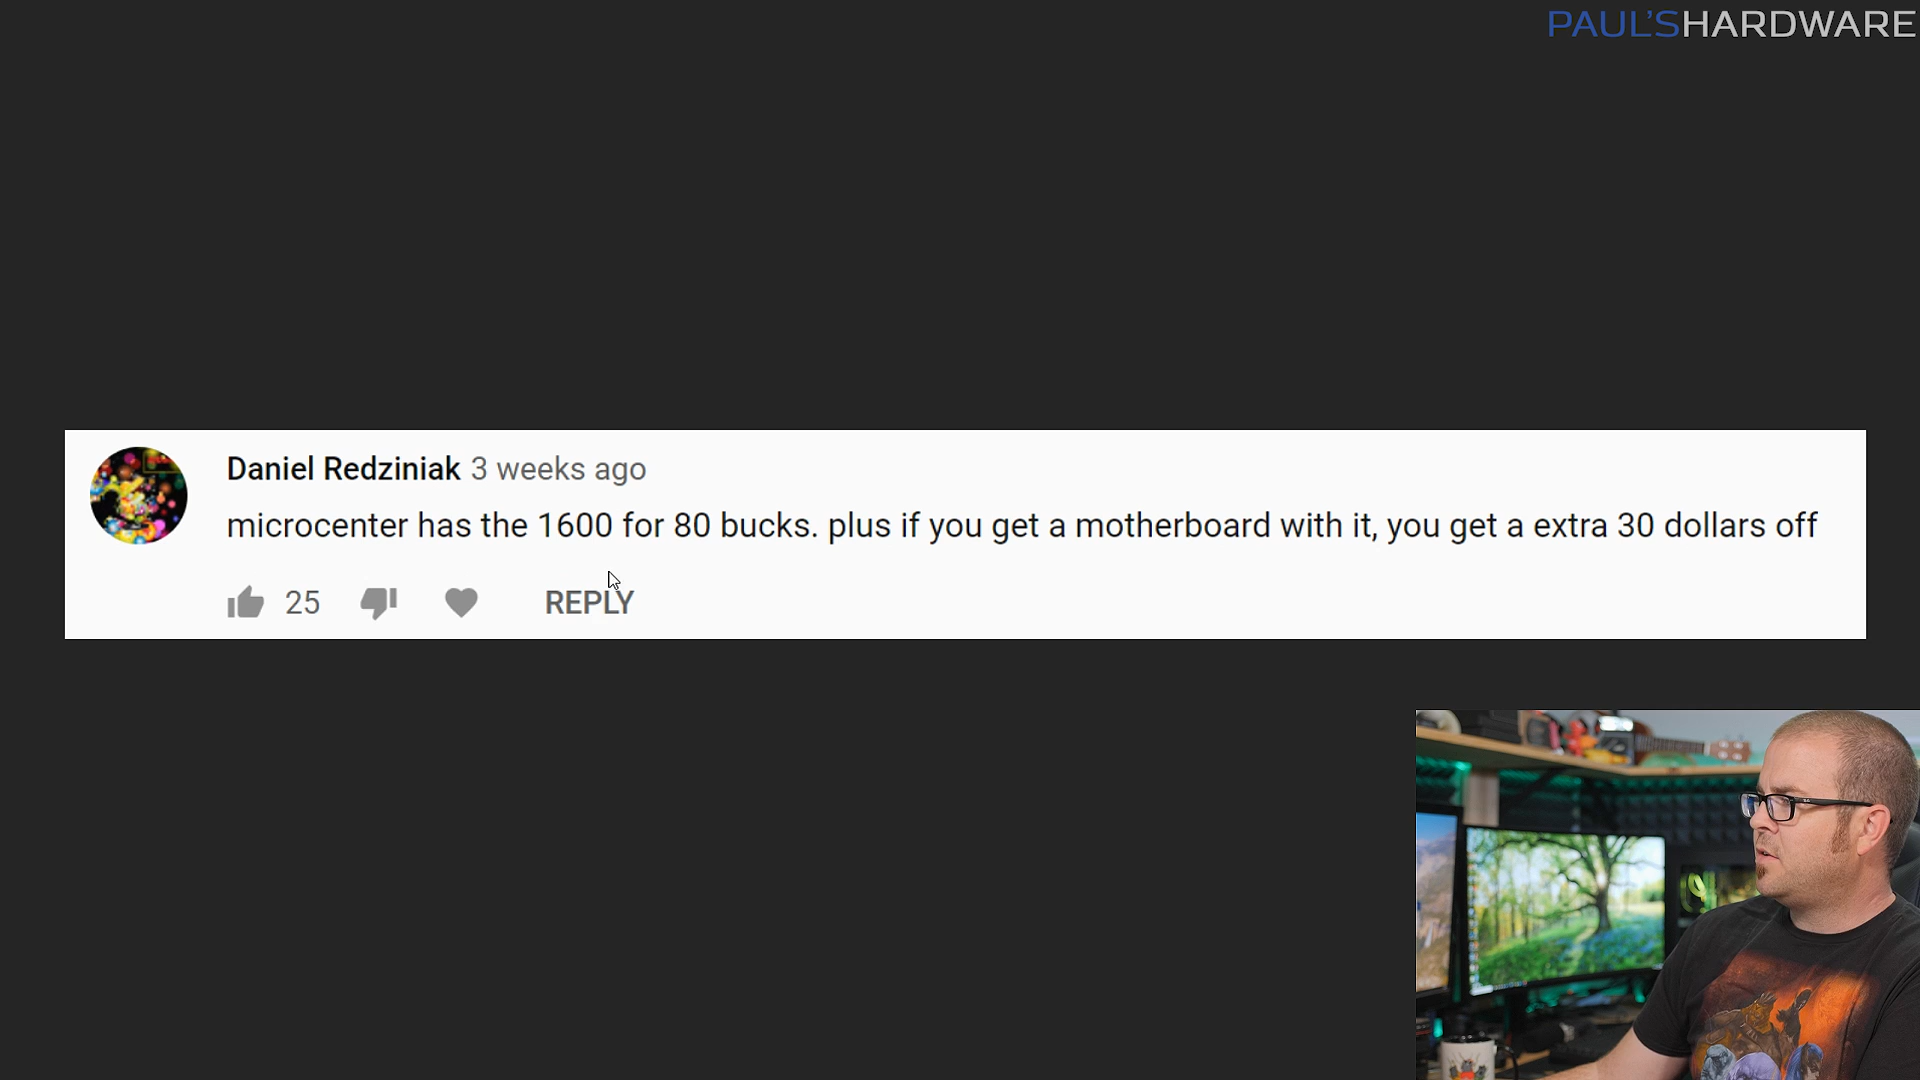 PAUL'SHARDWARE
Daniel Redziniak 3 weeks ago
microcenter has the 1600 for 80 bucks. plus if you get a motherboard with it, you get a extra 30 dollars off
25 REPLY